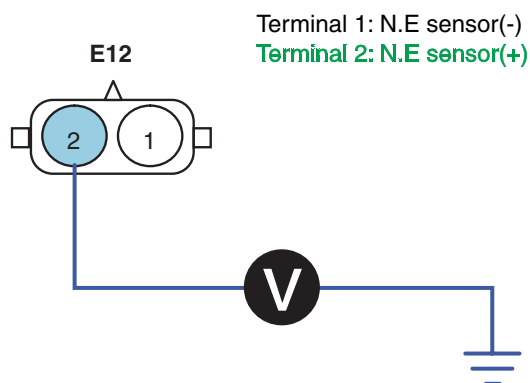 Terminal 1: N.E sensor(-)
Terminal 2: N.E sensor(+)
E12
2 1
V